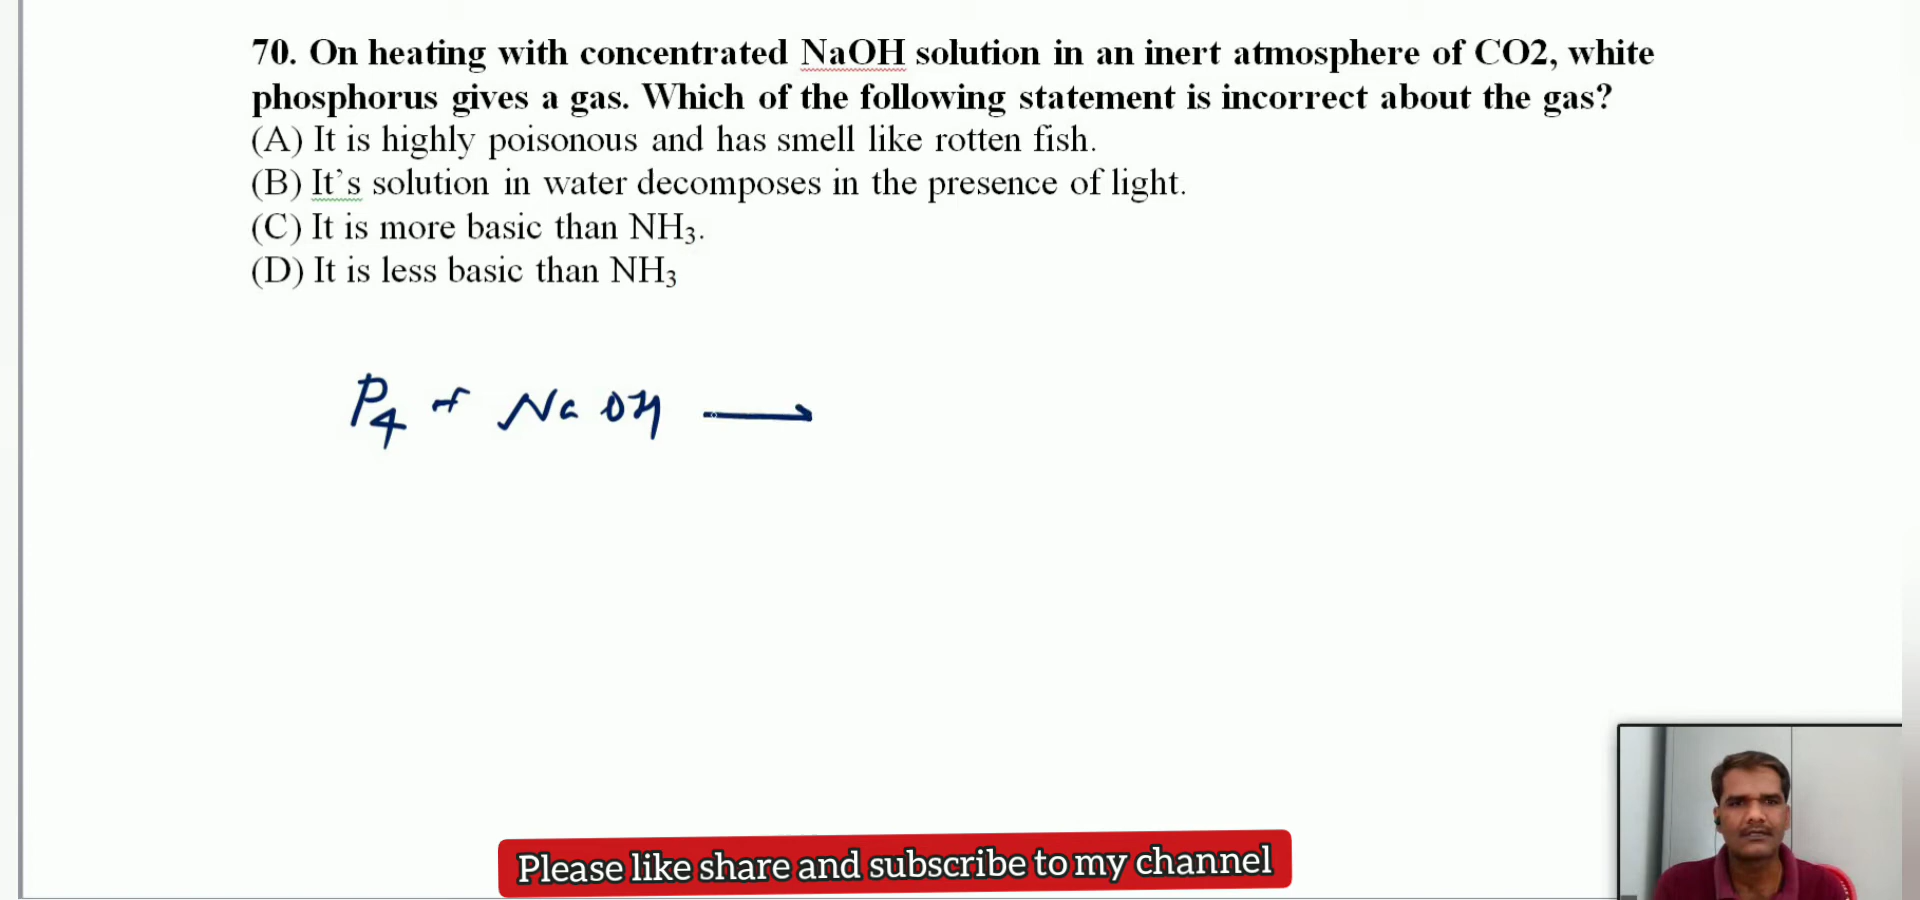 70. On heating with concentrated NaOH solution in an inert atmosphere of CO2, white
phosphorus gives a gas. Which of the following statement is incorrect about the gas?
(A) It is highly poisonous and has smell like rotten fish.
(B) It’s solution in water decomposes in the presence of light.
(C) It is more basic than NH₃.
(D) It is less basic than NH₃
P₄ + NaOH ⟶
Please like share and subscribe to my channel